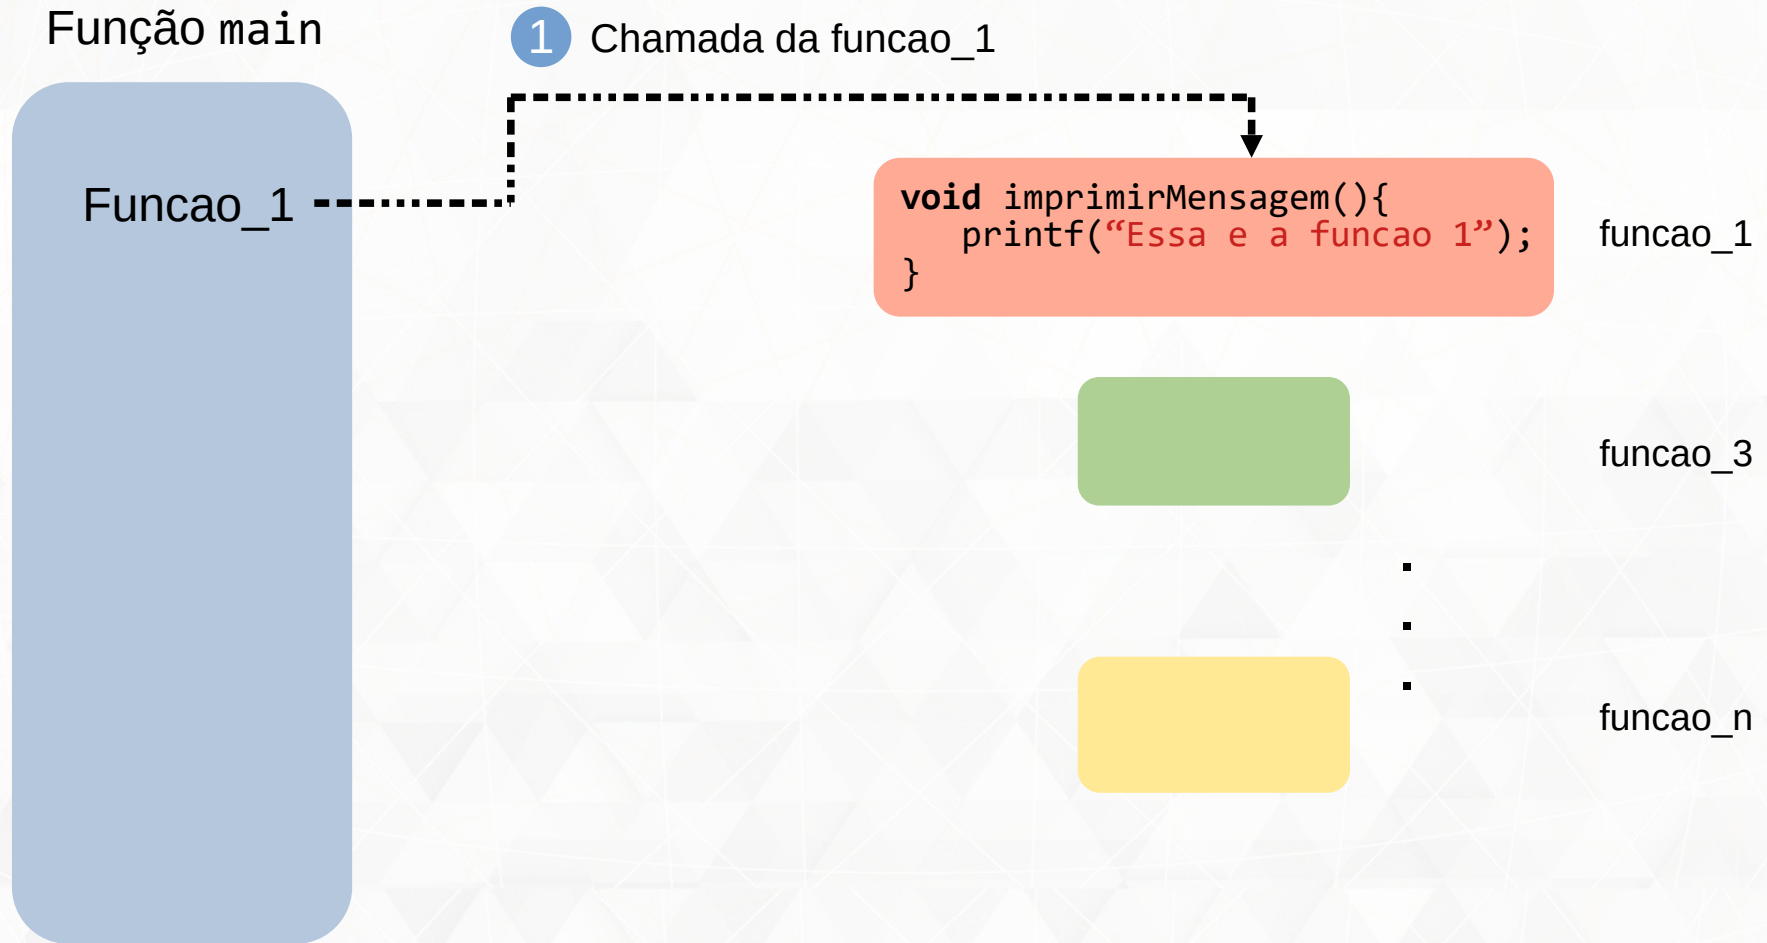 Função main
1 Chamada da funcao_1
Funcao_1
void imprimirMensagem(){
printf(“Essa e a funcao 1”);
}
funcao_1
funcao_3
.
.
.
funcao_n